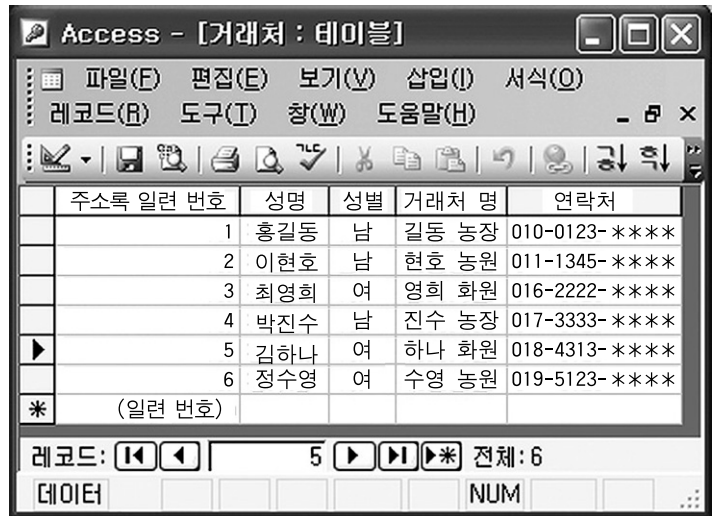 Access - [거래처 : 테이블]
파일(F) 편집(E) 보기(V) 삽입(I) 서식(O)
레코드(R) 도구(T) 창(W) 도움말(H)
주소록 일련 번호 성명 성별 거래처 명 연락처
1 홍길동 남 길동 농장 010-0123-****
2 이현호 남 현호 농원 011-1345-****
3 최영희 여 영희 화원 016-2222-****
4 박진수 남 진수 농장 017-3333-****
5 김하나 여 하나 화원 018-4313-****
6 정수영 여 수영 농원 019-5123-****
(일련 번호)
레코드: 5 전체:6
데이터 NUM